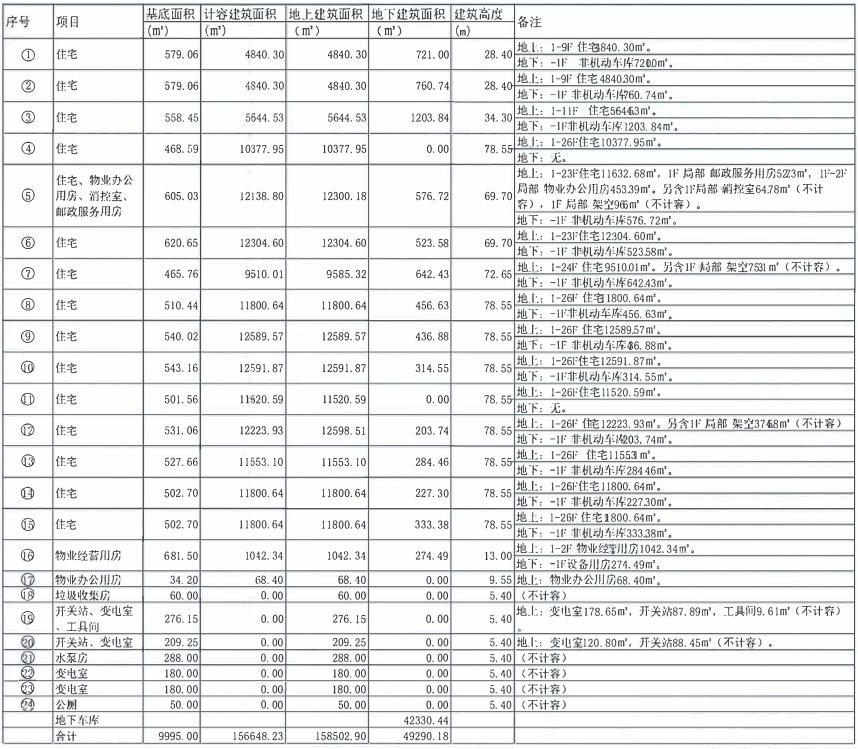 序号 项目 基底面积 计容建筑面积 地上建筑面积 地下建筑面积 建筑高度 备注
(㎡) (㎡) (㎡) (㎡) (m)
① 住宅 579.06 4840.30 4840.30 721.00 28.40
地上: 1-9F 住宅4840.30㎡。
地下: -1F 非机动车库721.00㎡。
② 住宅 579.06 4840.30 4840.30 760.74 28.40
地上: 1-9F 住宅4840.30㎡。
地下: -1F 非机动车库760.74㎡。
③ 住宅 558.45 5644.53 5644.53 1203.84 34.30
地上: 1-11F 住宅5644.53㎡。
地下: -1F非机动车库1203.84㎡。
④ 住宅 468.59 10377.95 10377.95 0.00 78.55
地上: 1-26F住宅10377.95㎡。
地下: 无。
⑤ 住宅、物业办公用房、消控室、邮政服务用房 605.03 12138.80 12300.18 576.72 69.70
地上: 1-23F住宅11632.68㎡, 1F 局部 邮政服务用房52.73㎡, 1F-2F
局部 物业办公用房453.39㎡。另含1F局部 消控室64.78㎡(不计
容), 1F 局部 架空96.6㎡(不计容)。
地下: -1F 非机动车库576.72㎡。
⑥ 住宅 620.65 12304.60 12304.60 523.58 69.70
地上: 1-23F住宅12304.60㎡。
地下: -1F 非机动车库523.58㎡。
⑦ 住宅 465.76 9510.01 9585.32 642.43 72.65
地上: 1-24F 住宅9510.01㎡。另含1F 局部 架空75.31㎡(不计容)。
地下: -1F 非机动车库642.43㎡。
⑧ 住宅 510.44 11800.64 11800.64 456.63 78.55
地上: 1-26F 住宅11800.64㎡。
地下: -1F非机动车库456.63㎡。
⑨ 住宅 540.02 12589.57 12589.57 436.88 78.55
地上: 1-26F 住宅12589.57㎡。
地下: -1F 非机动车库436.88㎡。
⑩ 住宅 543.16 12591.87 12591.87 314.55 78.55
地上: 1-26F住宅12591.87㎡。
地下: -1F非机动车库314.55㎡。
⑪ 住宅 501.56 11520.59 11520.59 0.00 78.55
地上: 1-26F住宅11520.59㎡。
地下: 无。
⑫ 住宅 531.06 12223.93 12598.51 203.74 78.55
地上: 1-26F 住宅12223.93㎡。另含1F 局部 架空374.58㎡(不计容)
地下: -1F 非机动车库203.74㎡。
⑬ 住宅 527.66 11553.10 11553.10 284.46 78.55
地上: 1-26F 住宅11553.1㎡。
地下: -1F 非机动车库284.46㎡。
⑭ 住宅 502.70 11800.64 11800.64 227.30 78.55
地上: 1-26F住宅11800.64㎡。
地下: -1F 非机动车库227.30㎡。
⑮ 住宅 502.70 11800.64 11800.64 333.38 78.55
地上: 1-26F 住宅11800.64㎡。
地下: -1F 非机动车库333.38㎡。
⑯ 物业经营用房 681.50 1042.34 1042.34 274.49 13.00
地上: 1-2F 物业经营用房1042.34㎡。
地下: -1F设备用房274.49㎡。
⑰ 物业办公用房 34.20 68.40 68.40 0.00 9.55 地上: 物业办公用房68.40㎡。
⑱ 垃圾收集房 60.00 0.00 60.00 0.00 5.40 (不计容)
⑲ 开关站、变电室、工具间 276.15 0.00 276.15 0.00 5.40 地上: 变电室178.65㎡, 开关站87.89㎡, 工具间9.61㎡(不计容)
。
⑳ 开关站、变电室 209.25 0.00 209.25 0.00 5.40 地上: 变电室120.80㎡, 开关站88.45㎡(不计容)。
㉑ 水泵房 288.00 0.00 288.00 0.00 5.40 (不计容)
㉒ 变电室 180.00 0.00 180.00 0.00 5.40 (不计容)
㉓ 变电室 180.00 0.00 180.00 0.00 5.40 (不计容)
㉔ 公厕 50.00 0.00 50.00 0.00 5.40 (不计容)
地下车库 42330.44
合计 9995.00 156648.23 158502.90 49290.18